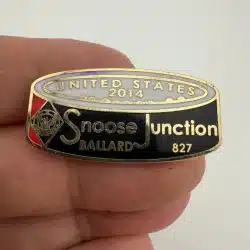 UNITED STATES
2014
Snoose Junction
BALLARD 827